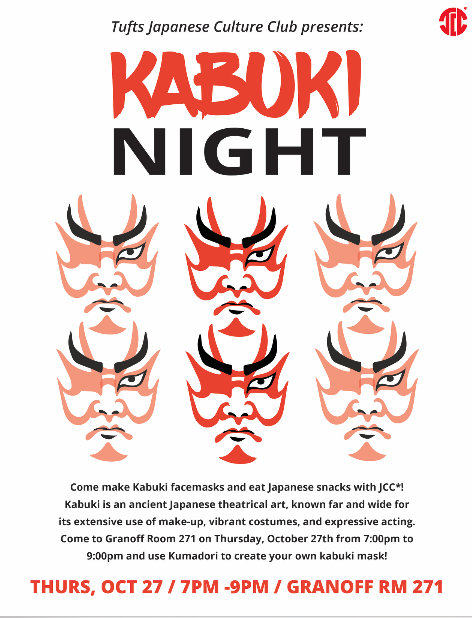 Tufts Japanese Culture Club presents:
JCC
KABUKI
NIGHT
Come make Kabuki facemasks and eat Japanese snacks with JCC*!
Kabuki is an ancient Japanese theatrical art, known far and wide for
its extensive use of make-up, vibrant costumes, and expressive acting.
Come to Granoff Room 271 on Thursday, October 27th from 7:00pm to
9:00pm and use Kumadori to create your own kabuki mask!
THURS, OCT 27 / 7PM -9PM / GRANOFF RM 271